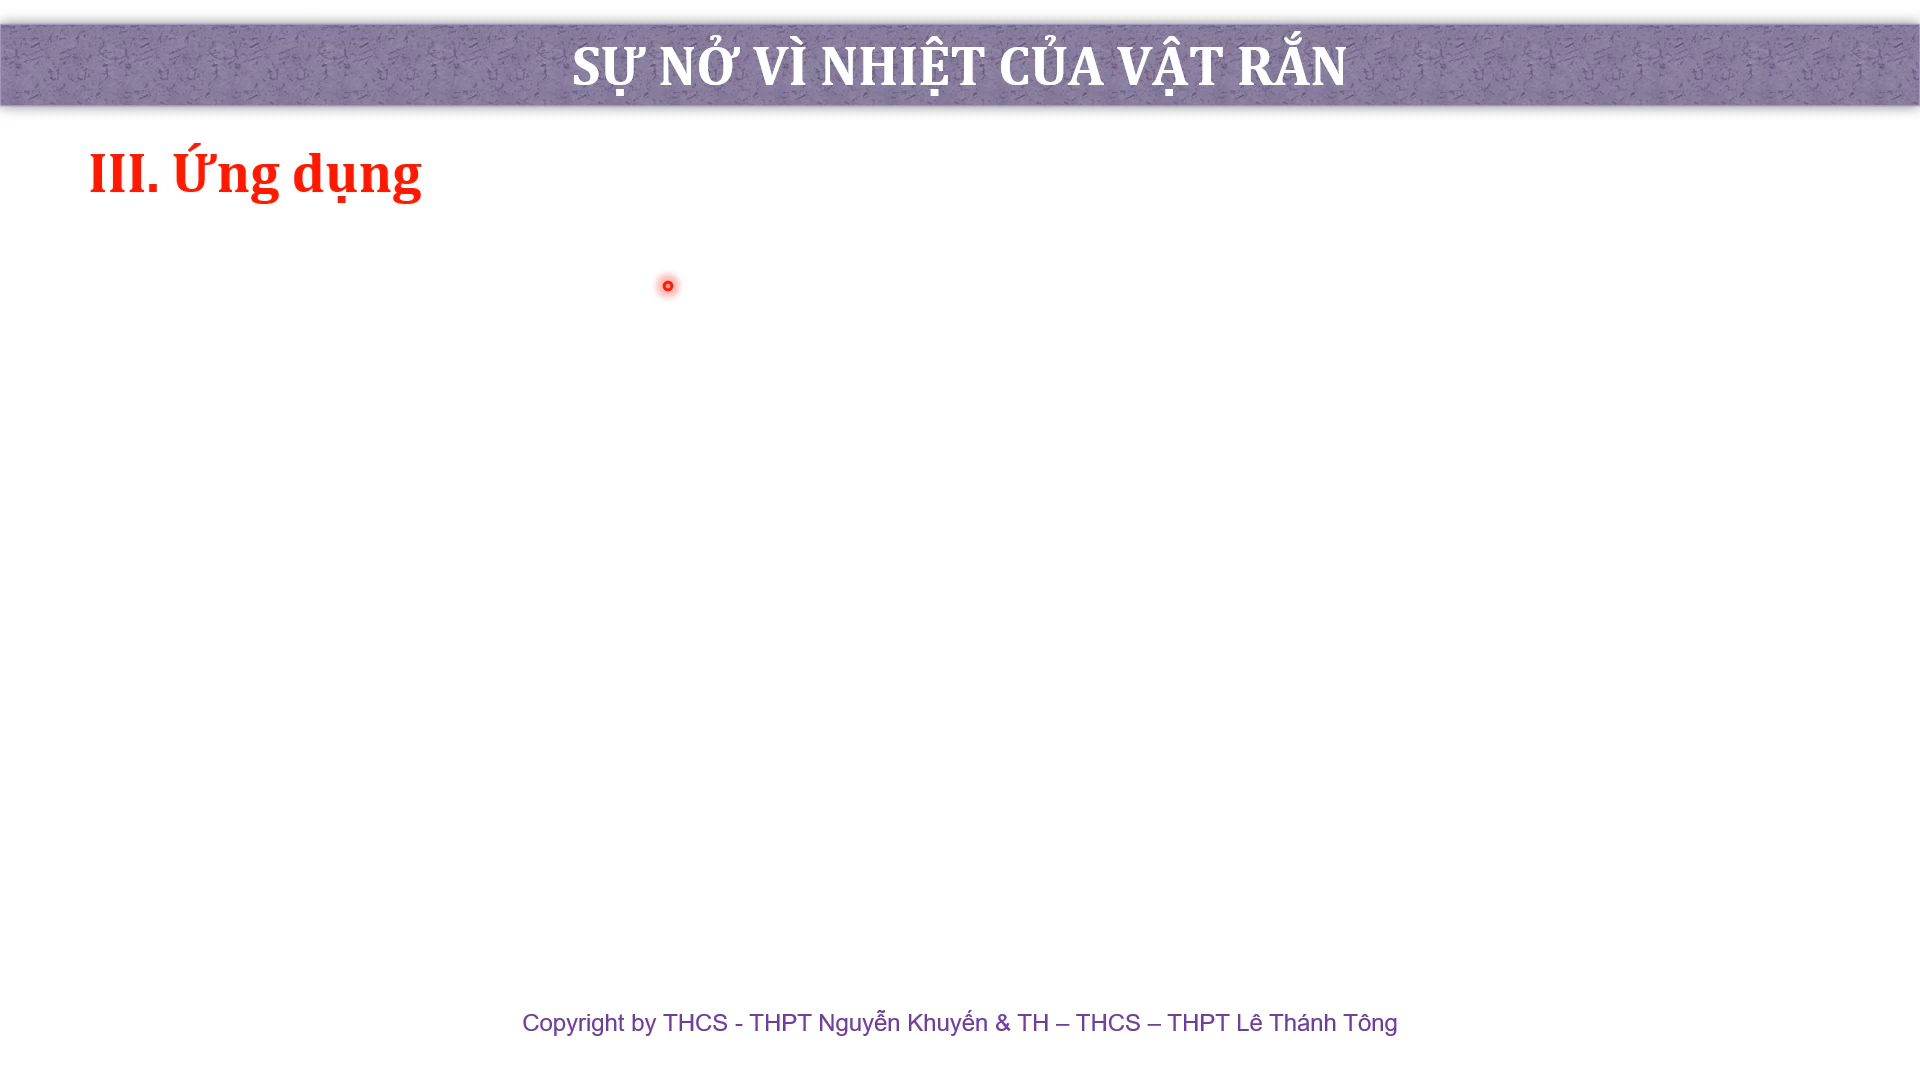 SỰ NỞ VÌ NHIỆT CỦA VẬT RẮN
III. Ứng dụng
Copyright by THCS - THPT Nguyễn Khuyến & TH – THCS – THPT Lê Thánh Tông